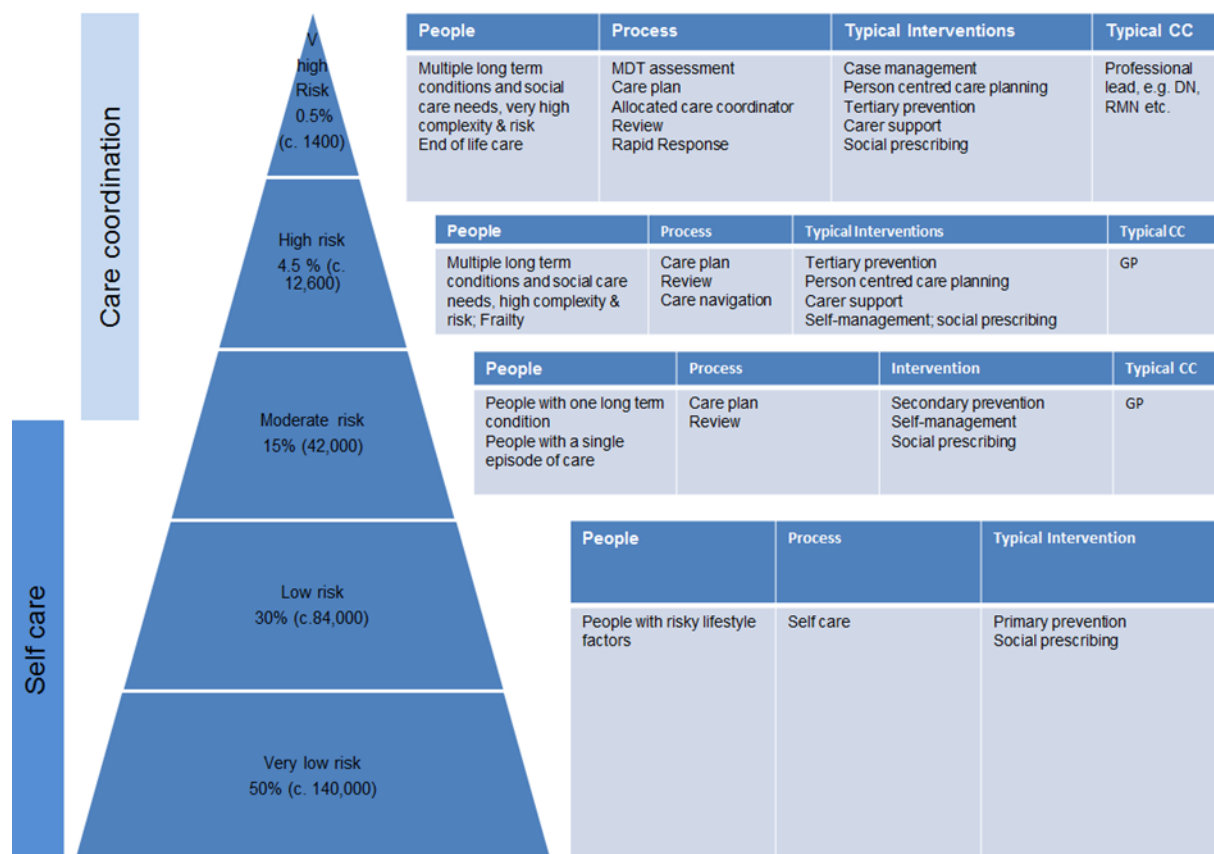 Care coordination
Self care
V
high
Risk
0.5%
(c. 1400)
High risk
4.5 % (c.
12,600)
Moderate risk
15% (42,000)
Low risk
30% (c.84,000)
Very low risk
50% (c. 140,000)
People
Process
Typical Interventions
Typical CC
Multiple long term
conditions and social
care needs, very high
complexity & risk
End of life care
MDT assessment
Care plan
Allocated care coordinator
Review
Rapid Response
Case management
Person centred care planning
Tertiary prevention
Carer support
Social prescribing
Professional
lead, e.g. DN,
RMN etc.
People
Process
Typical Interventions
Typical CC
Multiple long term
conditions and social care
needs, high complexity &
risk; Frailty
Care plan
Review
Care navigation
Tertiary prevention
Person centred care planning
Carer support
Self-management; social prescribing
GP
People
Process
Intervention
Typical CC
People with one long term
condition
People with a single
episode of care
Care plan
Review
Secondary prevention
Self-management
Social prescribing
GP
People
Process
Typical Intervention
People with risky lifestyle
factors
Self care
Primary prevention
Social prescribing